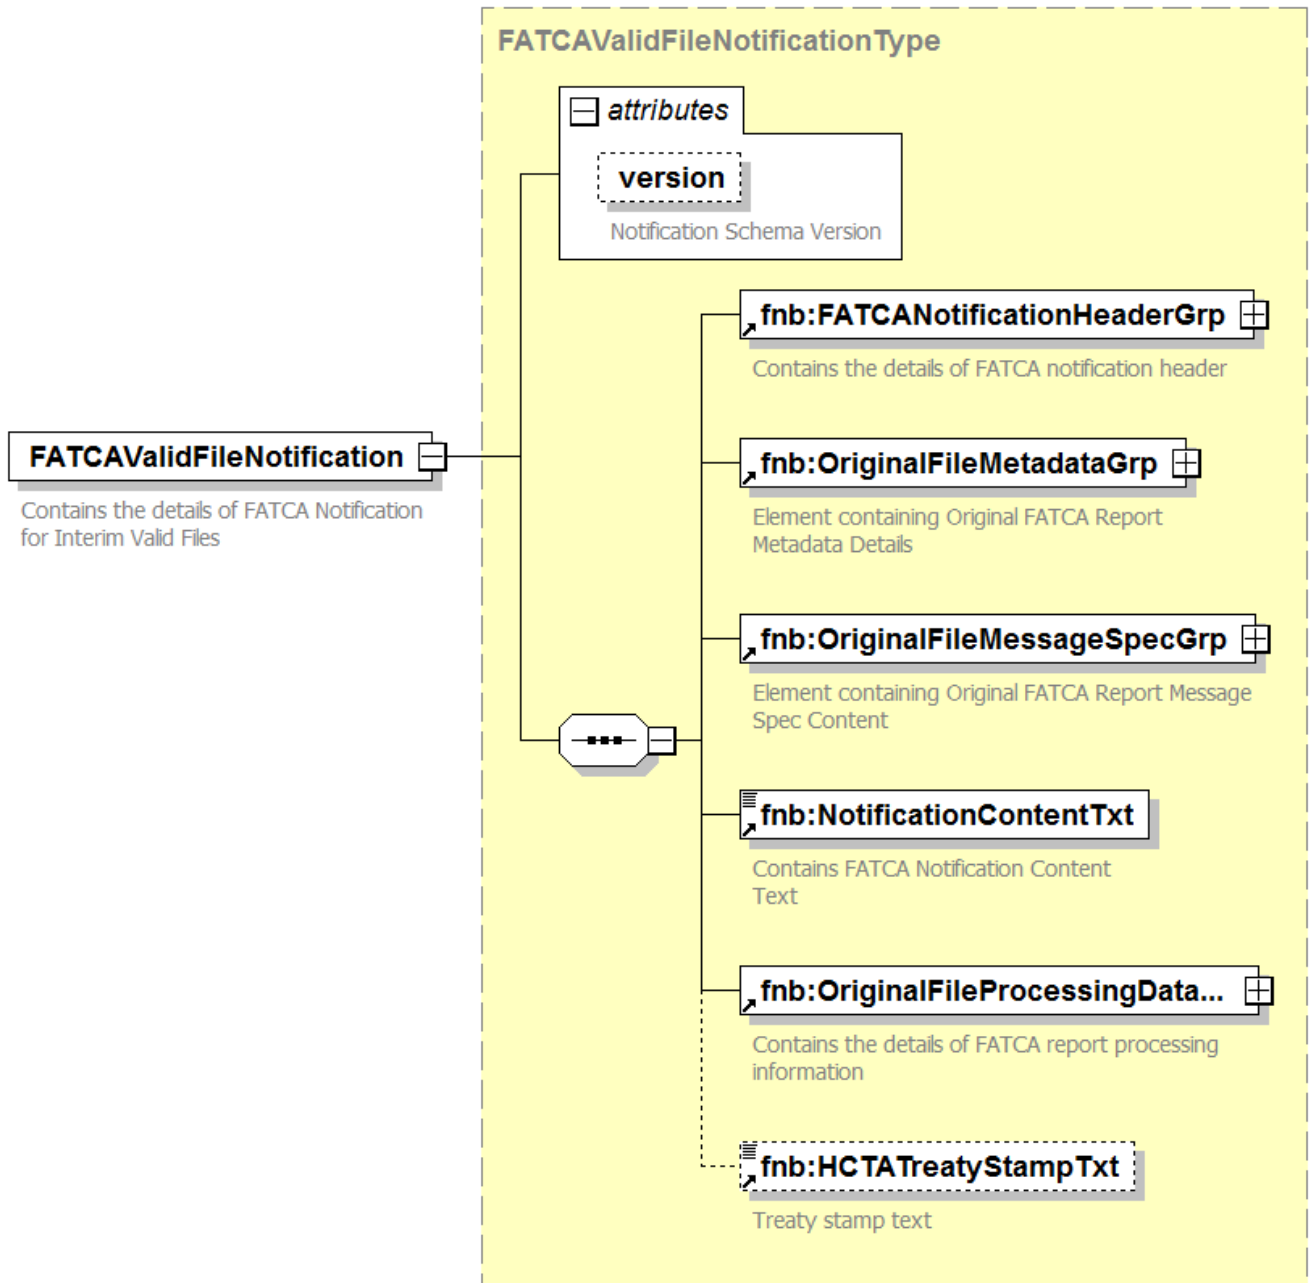 FATCAValidFileNotificationType
attributes
version
Notification Schema Version
fnb:FATCANotificationHeaderGrp
Contains the details of FATCA notification header
FATCAValidFileNotification
Contains the details of FATCA Notification
for Interim Valid Files
fnb:OriginalFileMetadataGrp
Element containing Original FATCA Report
Metadata Details
fnb:OriginalFileMessageSpecGrp
Element containing Original FATCA Report Message
Spec Content
fnb:NotificationContentTxt
Contains FATCA Notification Content
Text
fnb:OriginalFileProcessingData...
Contains the details of FATCA report processing
information
fnb:HCTATreatyStampTxt
Treaty stamp text